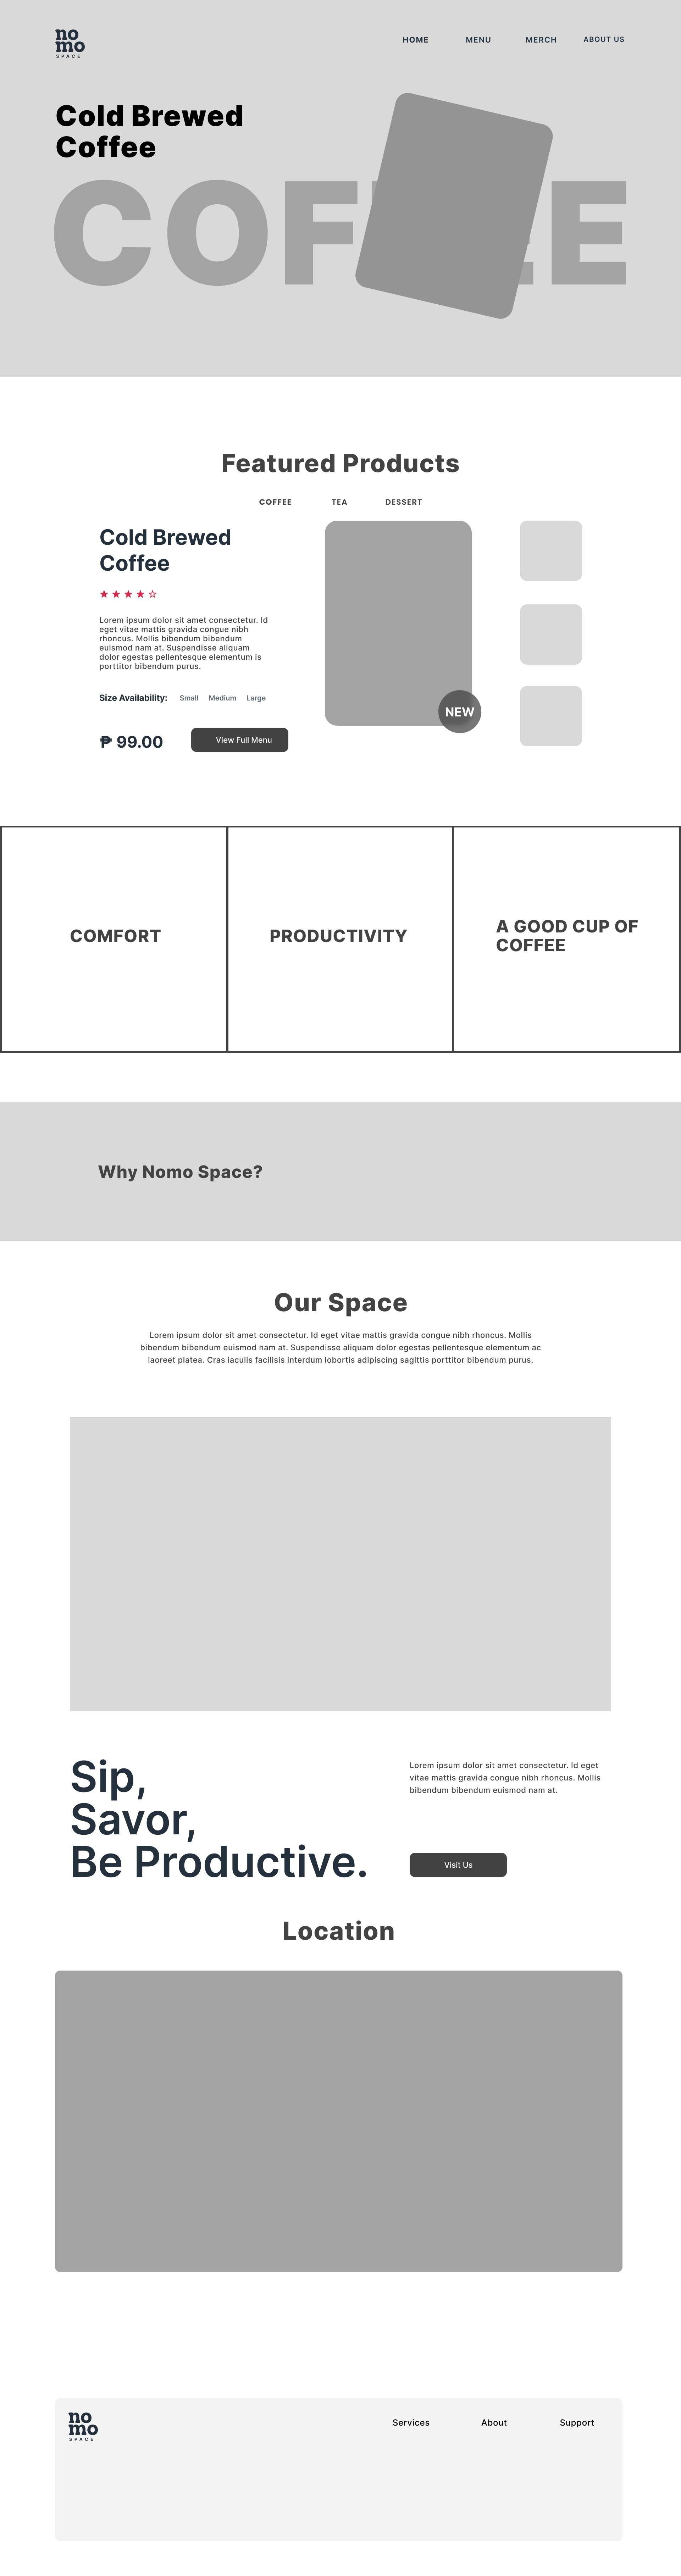 no
mo
SPACE
HOME MENU MERCH ABOUT US
Cold Brewed
Coffee
COF E
Featured Products
COFFEE TEA DESSERT
Cold Brewed
Coffee
Lorem ipsum dolor sit amet consectetur. Id
eget vitae mattis gravida congue nibh
rhoncus. Mollis bibendum bibendum
euismod nam at. Suspendisse aliquam
dolor egestas pellentesque elementum is
porttitor bibendum purus.
Size Availability: Small Medium Large
₱ 99.00 View Full Menu
NEW
COMFORT
PRODUCTIVITY
A GOOD CUP OF
COFFEE
Why Nomo Space?
Our Space
Lorem ipsum dolor sit amet consectetur. Id eget vitae mattis gravida congue nibh rhoncus. Mollis
bibendum bibendum euismod nam at. Suspendisse aliquam dolor egestas pellentesque elementum ac
laoreet platea. Cras iaculis facilisis interdum lobortis adipiscing sagittis porttitor bibendum purus.
Sip,
Savor,
Be Productive.
Lorem ipsum dolor sit amet consectetur. Id eget
vitae mattis gravida congue nibh rhoncus. Mollis
bibendum bibendum euismod nam at.
Visit Us
Location
no
mo
SPACE
Services About Support